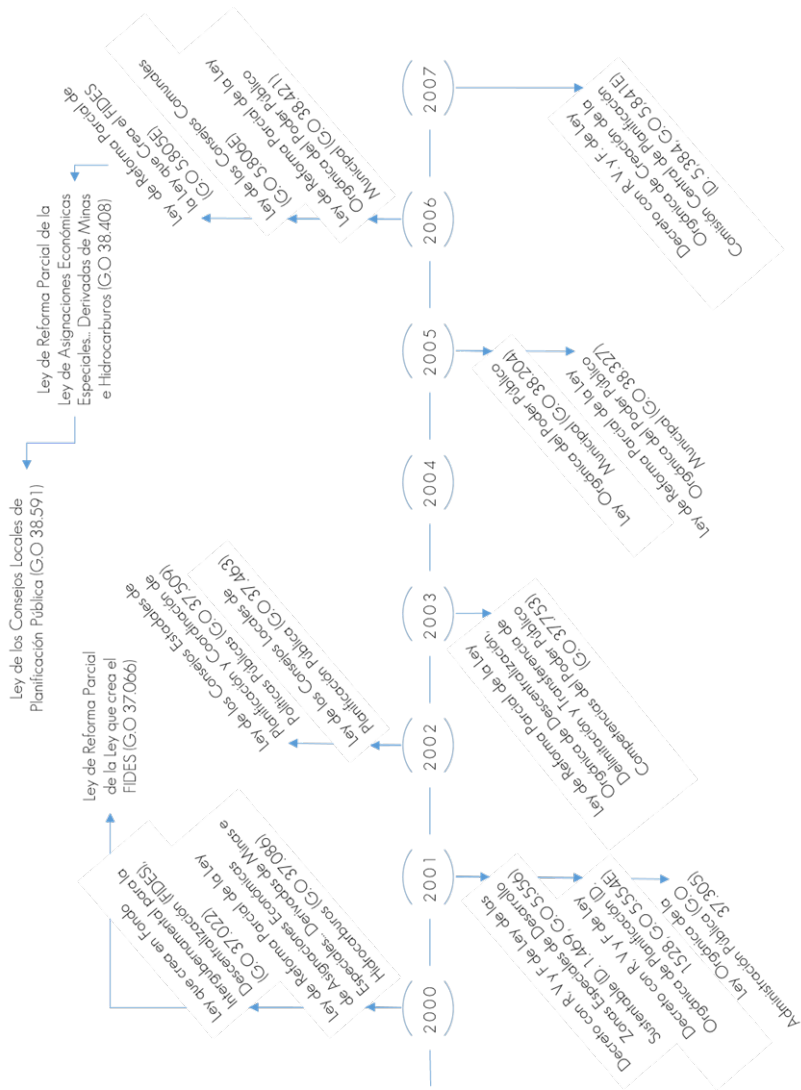 Ley de los Consejos Locales de
Planificación Pública (G.O 38.591)
Ley de Reforma Parcial de la
Ley de Asignaciones Económicas
Especiales.. Derivadas de Minas
e Hidrocarburos (G.O 38.408)
Ley de Reforma Parcial
de la Ley que crea el
FIDES (G.O 37.066)
Ley que crea en Fondo
Intergubernamental para la
Descentralización (FIDES),
(G.O 37.022)
Ley de Reforma Parcial de la Ley
de Asignaciones Económicas
Especiales.. Derivadas de Minas e
Hidrocarburos (G.O 37.086)
Ley de los Consejos Estadales de
Planificación y Coordinación de
Políticas Públicas (G.O 37.509)
Ley de los Consejos Locales de
Planificación Pública (G.O 37.463)
Ley de Reforma Parcial de
la Ley que Crea el FIDES
(G.O 5.805E)
Ley de los Consejos Comunales
(G.O 5.806E)
Ley de Reforma Parcial de la Ley
Orgánica del Poder Público
Municipal (G.O 38.421)
2000
2001
2002
2003
2004
2005
2006
2007
Decreto con R. V y F de Ley de las
Zonas Especiales de Desarrollo
Sustentable (D. 1.469, G.O 5.556)
Decreto con R. V y F de Ley
Orgánica de Planificación (D.
1.528, G.O 5.554E)
Ley Orgánica de la
Administración Pública (G.O
37.305)
Ley de Reforma Parcial de la Ley
Orgánica de Descentralización,
Delimitación y Transferencia de
Competencias del Poder Público
(G.O 37.753)
Ley Orgánica del Poder Público
Municipal (G.O 38.204)
Ley de Reforma Parcial de la Ley
Orgánica del Poder Público
Municipal (G.O 38.327)
Decreto con R. V. y F. de Ley
Orgánica de Creación de la
Comisión Central de Planificación
(D. 5.384, G.O 5.841E)